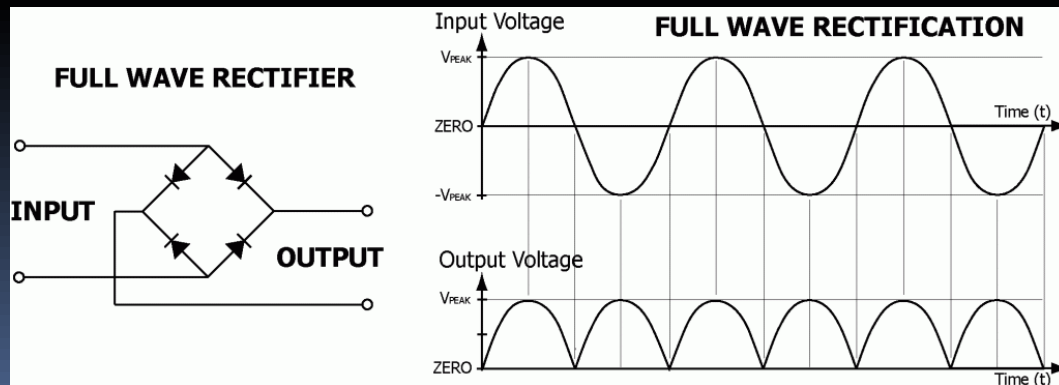 FULL WAVE RECTIFIER
INPUT
OUTPUT
Input Voltage
FULL WAVE RECTIFICATION
VPEAK
Time (t)
ZERO
-VPEAK
Output Voltage
VPEAK
ZERO
Time (t)